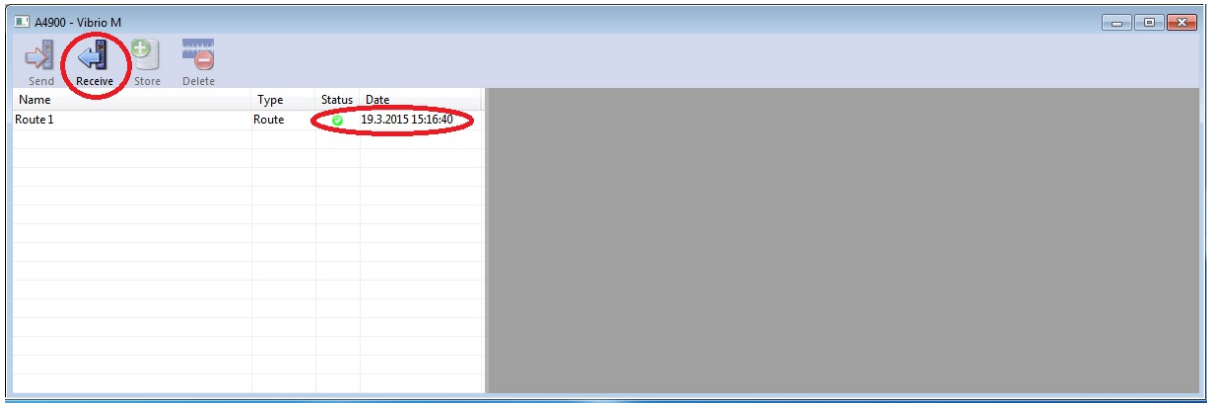 A4900 - Vibrio M
Send Receive Store Delete
Name Type Status Date
Route 1 Route 19.3.2015 15:16:40